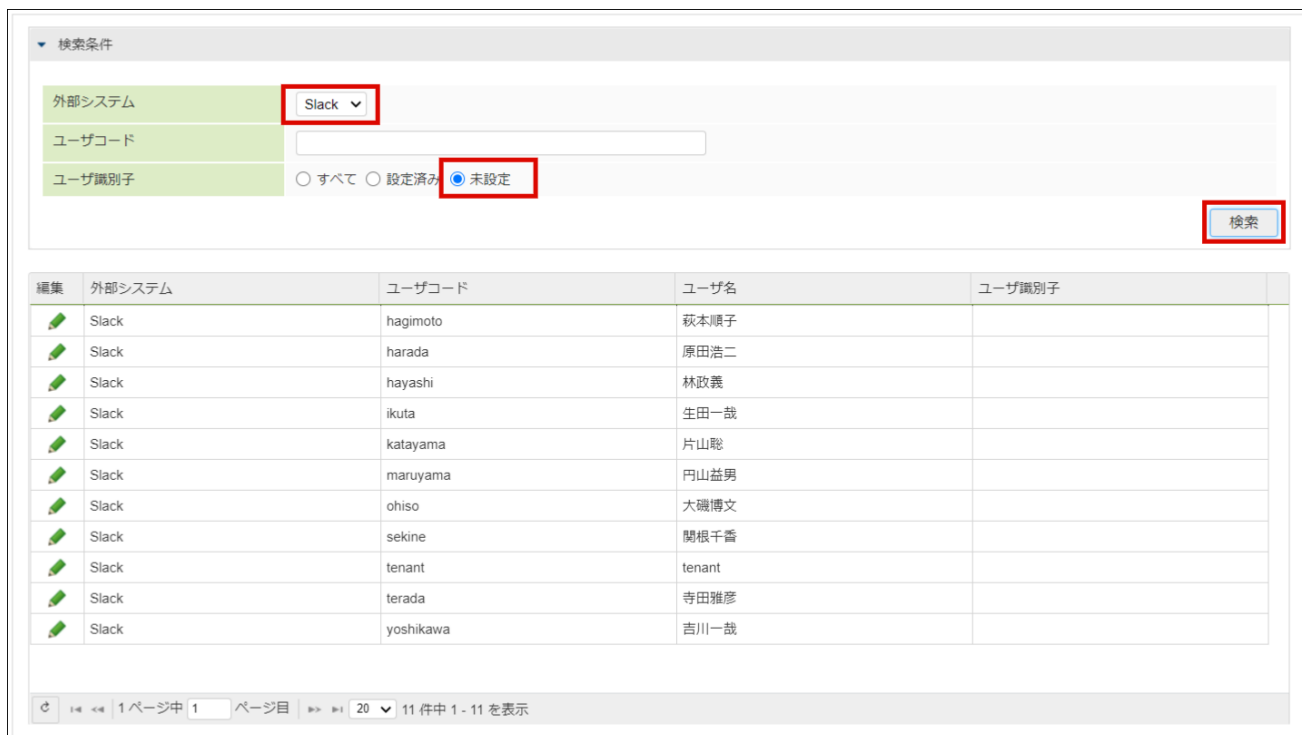 検索条件
外部システム Slack
ユーザコード
ユーザ識別子 すべて 設定済み 未設定
検索
編集 外部システム ユーザコード ユーザ名 ユーザ識別子
Slack hagimoto 萩本順子
Slack harada 原田浩二
Slack hayashi 林政義
Slack ikuta 生田一哉
Slack katayama 片山聡
Slack maruyama 円山益男
Slack ohiso 大磯博文
Slack sekine 関根千香
Slack tenant tenant
Slack terada 寺田雅彦
Slack yoshikawa 吉川一哉
1 ページ中 1 ページ目 20 11 件中 1 - 11 を表示